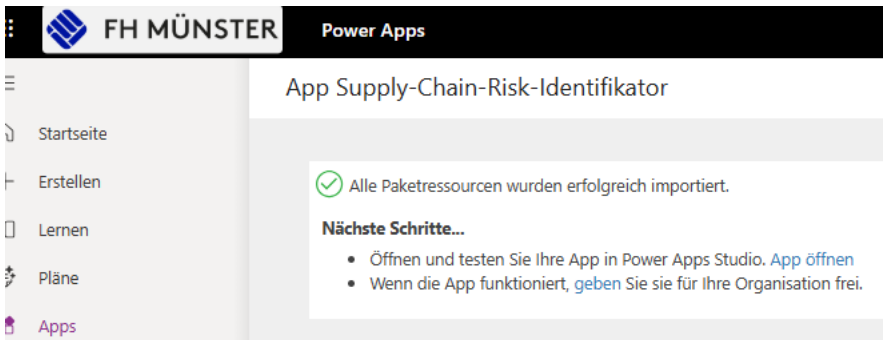 FH MÜNSTER
Power Apps
App Supply-Chain-Risk-Identifikator
Startseite
Erstellen
Lernen
Pläne
Apps
Alle Paketressourcen wurden erfolgreich importiert.
Nächste Schritte...
• Öffnen und testen Sie Ihre App in Power Apps Studio. App öffnen
• Wenn die App funktioniert, geben Sie sie für Ihre Organisation frei.